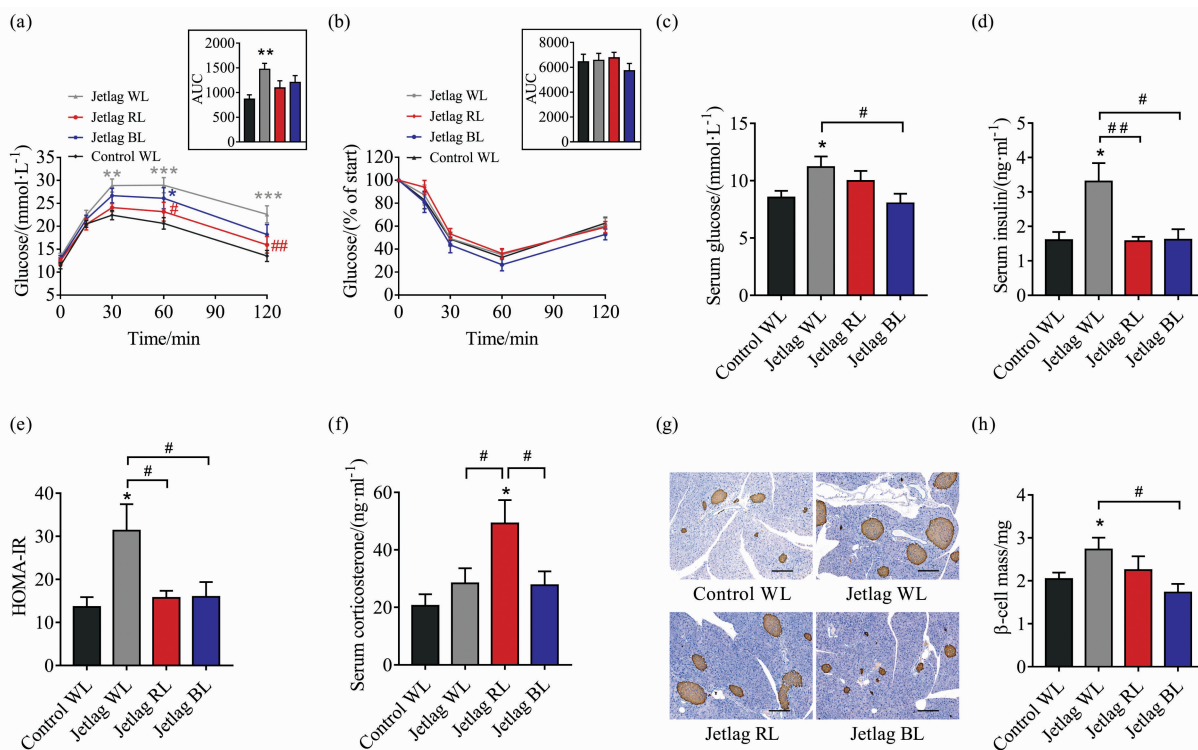 (a)
AUC
2000
1500
1000
500
0
**
Jetlag WL
Jetlag RL
Jetlag BL
Control WL
Glucose/(mmol·L⁻¹)
35
30
25
20
15
10
5
** *** ***
*
#
##
0 30 60 90 120
Time/min
(b)
AUC
8000
6000
4000
2000
0
Jetlag WL
Jetlag RL
Jetlag BL
Control WL
Glucose/(% of start)
120
100
80
60
40
20
0
0 30 60 90 120
Time/min
(c)
Serum glucose/(mmol·L⁻¹)
15
10
5
0
#
*
Control WL
Jetlag WL
Jetlag RL
Jetlag BL
(d)
Serum insulin/(ng·ml⁻¹)
5
4
3
2
1
0
#
##
*
Control WL
Jetlag WL
Jetlag RL
Jetlag BL
(e)
HOMA-IR
40
30
20
10
0
#
#
*
Control WL
Jetlag WL
Jetlag RL
Jetlag BL
(f)
Serum corticosterone/(ng·ml⁻¹)
60
40
20
0
# #
*
Control WL
Jetlag WL
Jetlag RL
Jetlag BL
(g)
Control WL Jetlag WL
Jetlag RL Jetlag BL
(h)
β-cell mass/mg
4
3
2
1
0
#
*
Control WL
Jetlag WL
Jetlag RL
Jetlag BL